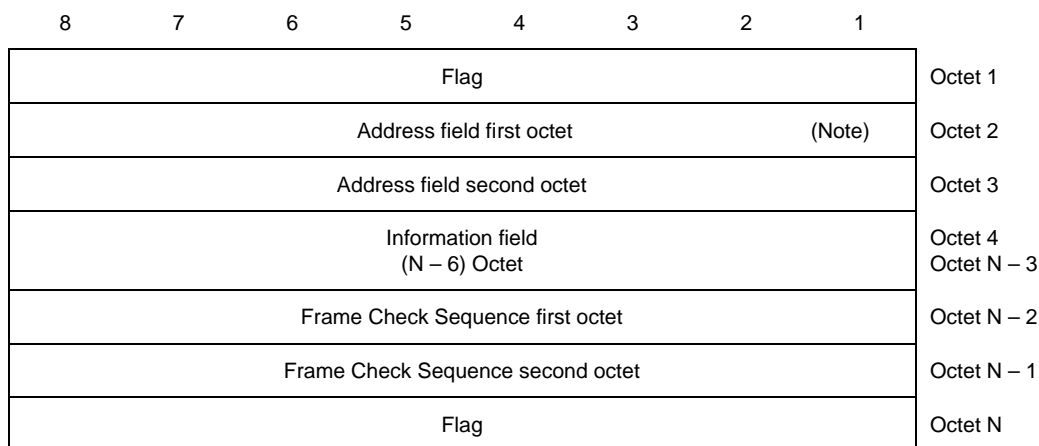 8 7 6 5 4 3 2 1
Flag Octet 1
Address field first octet (Note) Octet 2
Address field second octet Octet 3
Information field Octet 4
(N – 6) Octet Octet N – 3
Frame Check Sequence first octet Octet N – 2
Frame Check Sequence second octet Octet N – 1
Flag Octet N